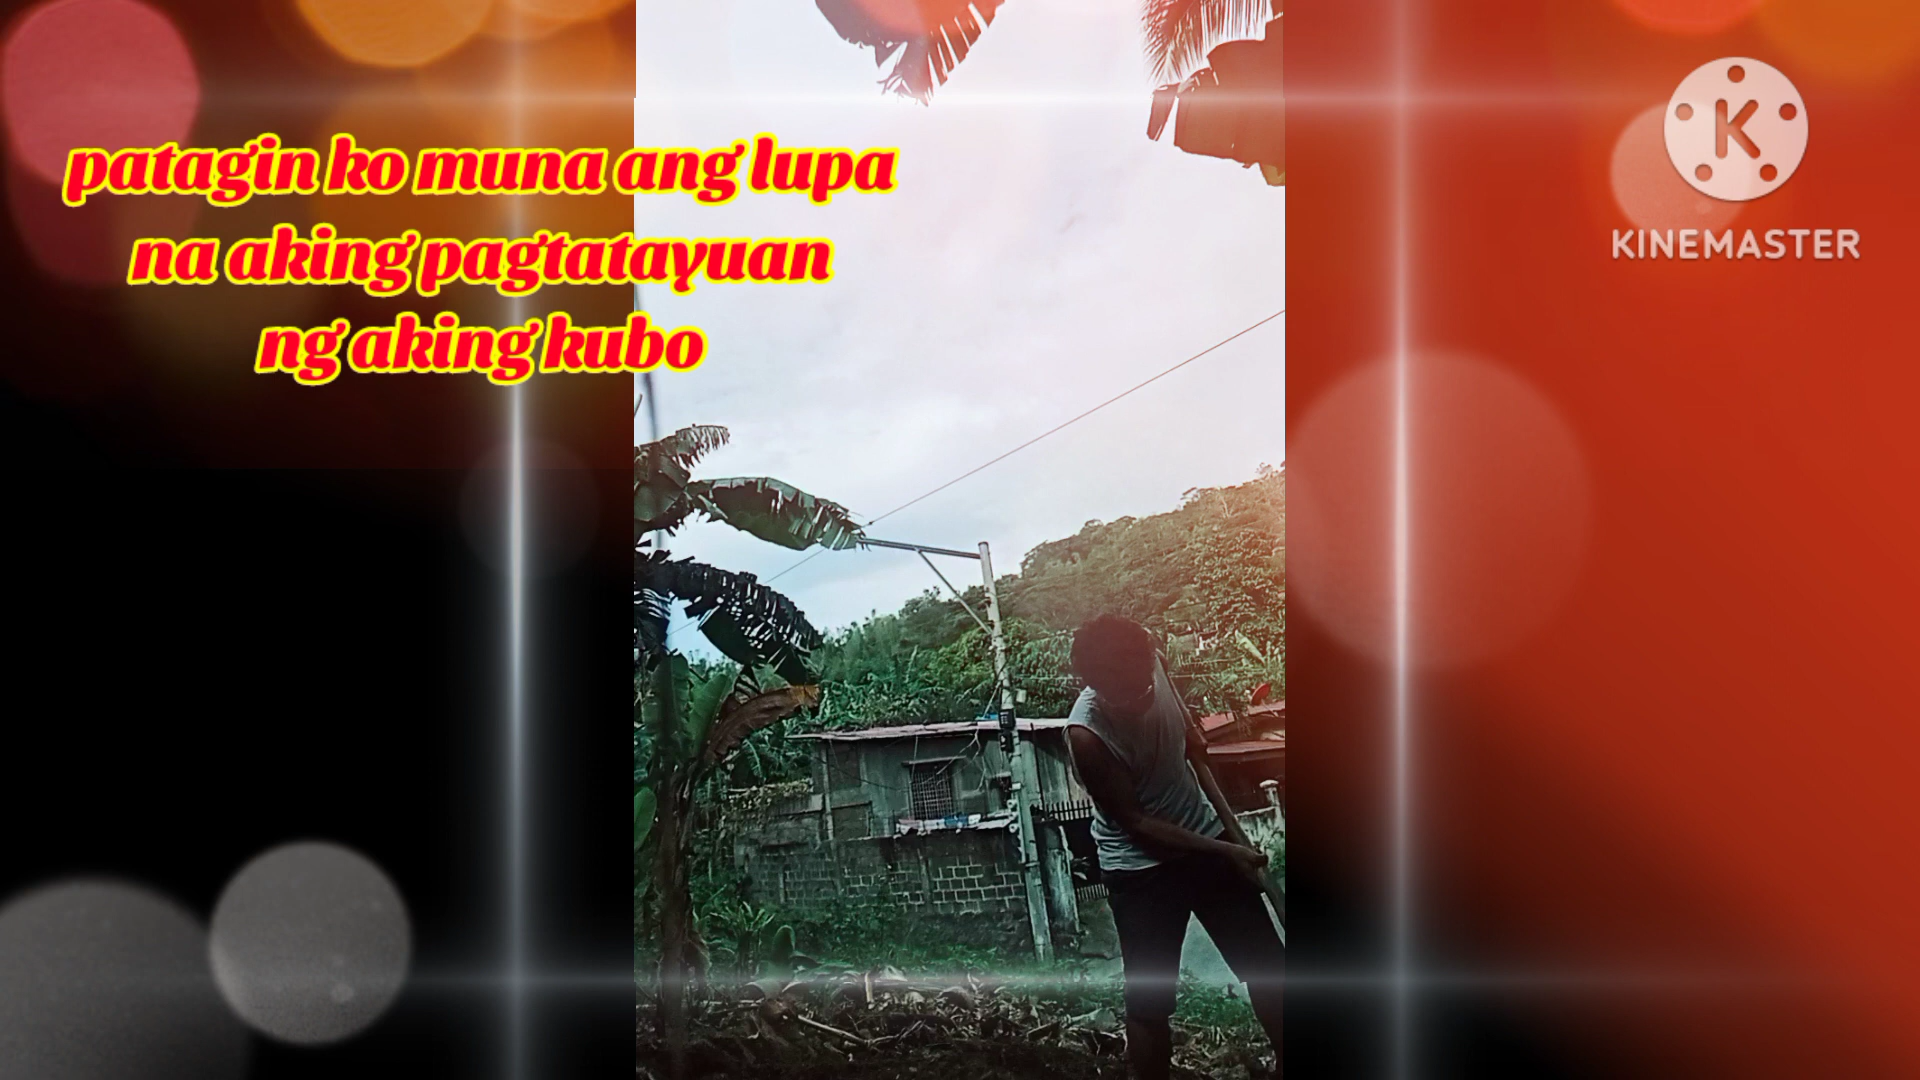 patagin ko muna ang lupa
na aking pagtatayuan
ng aking kubo
K
KINEMASTER